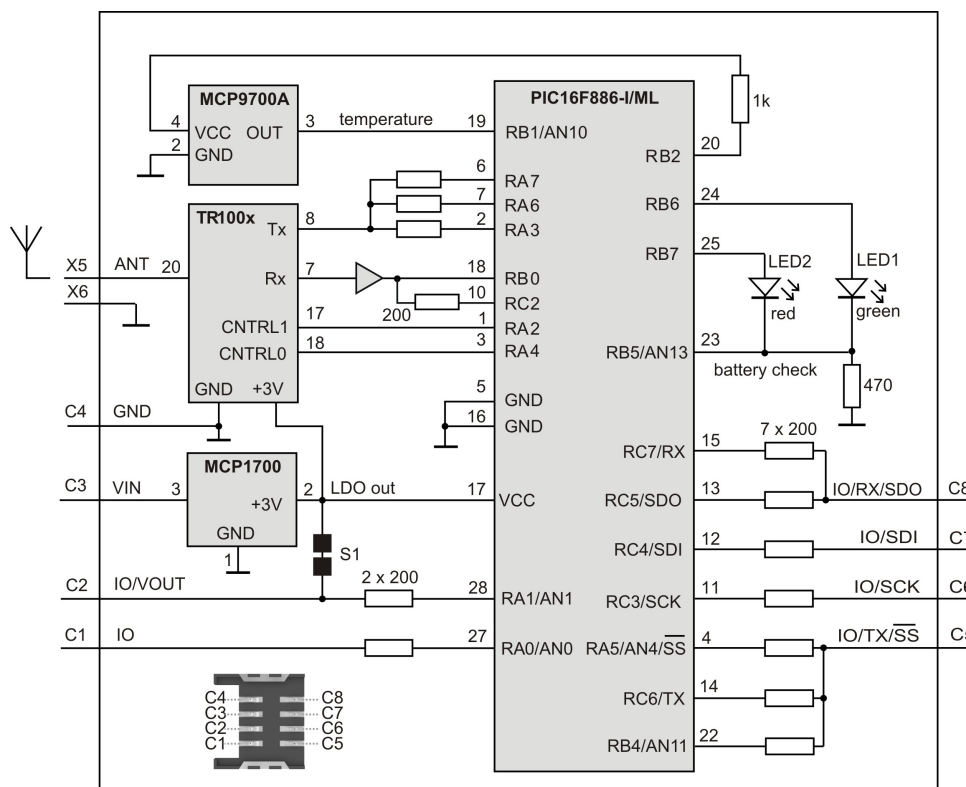 MCP9700A
4 VCC OUT 3 temperature 19
2 GND
PIC16F886-I/ML
RB1/AN10
1k
20
RB2
6 RA7
7 RA6
2 RA3
24 RB6
25 RB7
TR100x
Tx 8
X5 ANT 20
X6
Rx 7
18 RB0
10 RC2
200
CNTRL1 17
1 RA2
CNTRL0 18
3 RA4
LED2
LED1
red
green
RB5/AN13 23
battery check
470
GND +3V
5 GND
16 GND
C4 GND
7 x 200
RC7/RX 15
MCP1700
C3 VIN 3 +3V 2 LDO out 17 VCC
GND
1
RC5/SDO 13 IO/RX/SDO C8
S1
RC4/SDI 12 IO/SDI
C2 IO/VOUT 2 x 200 28 RA1/AN1
RC3/SCK 11 IO/SCK
C1 IO 27 RA0/AN0
RA5/AN4/SS 4 IO/TX/SS
RC6/TX 14
RB4/AN11 22
C4 C8
C3 C7
C2 C6
C1 C5